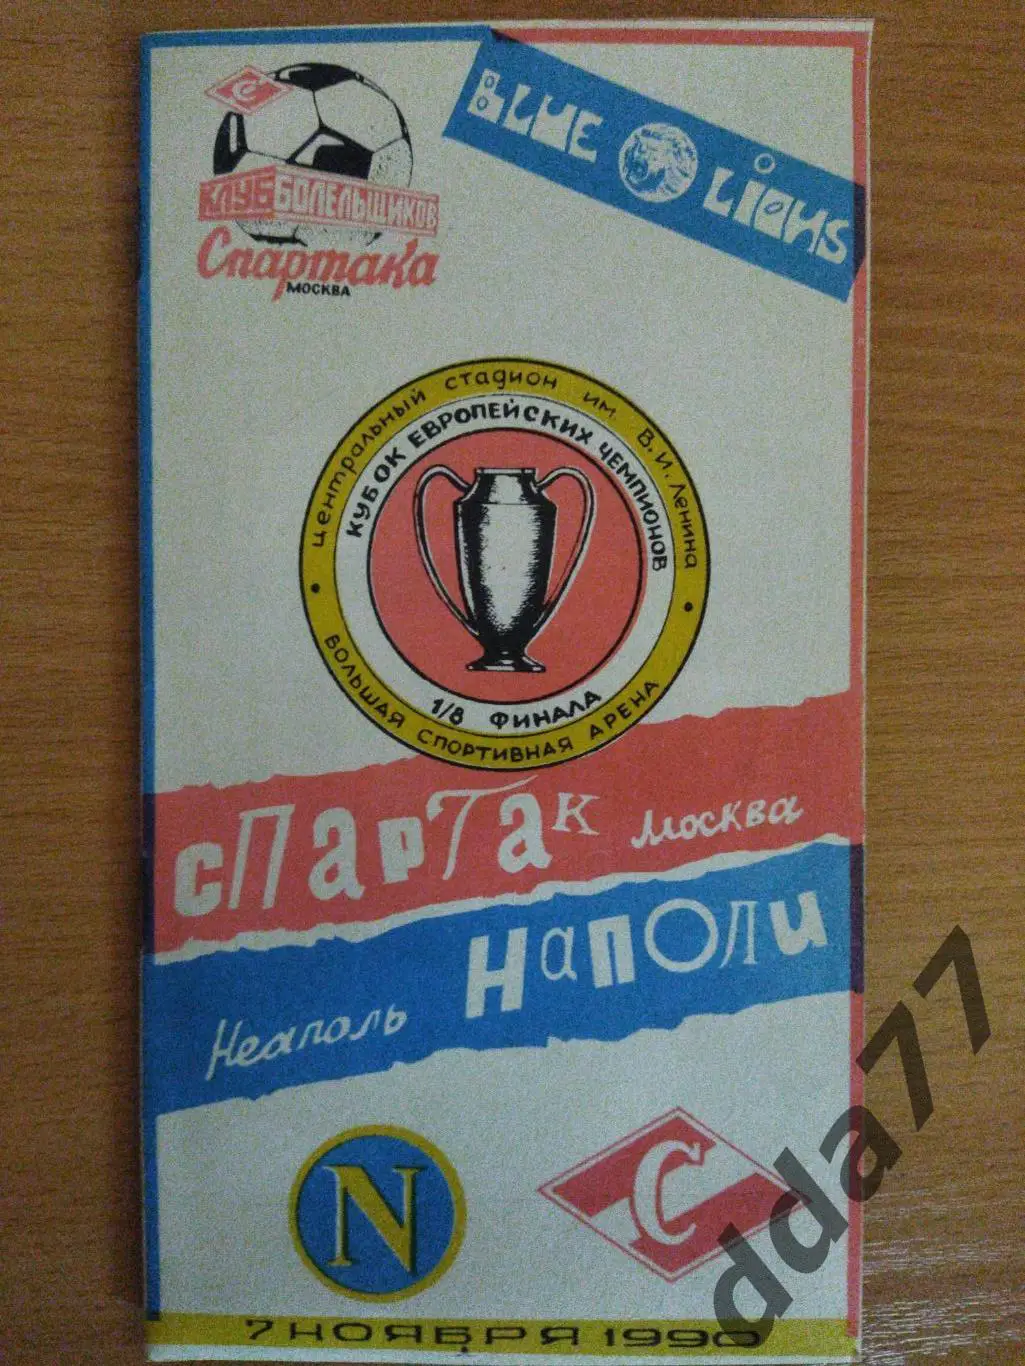 С
КЛУБ БОЛЕЛЬЩИКОВ
Спартака
МОСКВА
BLUE LIONS
центральный стадион им. В.И. Ленина
КУБОК ЕВРОПЕЙСКИХ ЧЕМПИОНОВ
1/8 ФИНАЛА
БОЛЬШАЯ СПОРТИВНАЯ АРЕНА
СПАРТАК Москва
Неаполь НАПОЛИ
N
С
7 НОЯБРЯ 1990
dda77